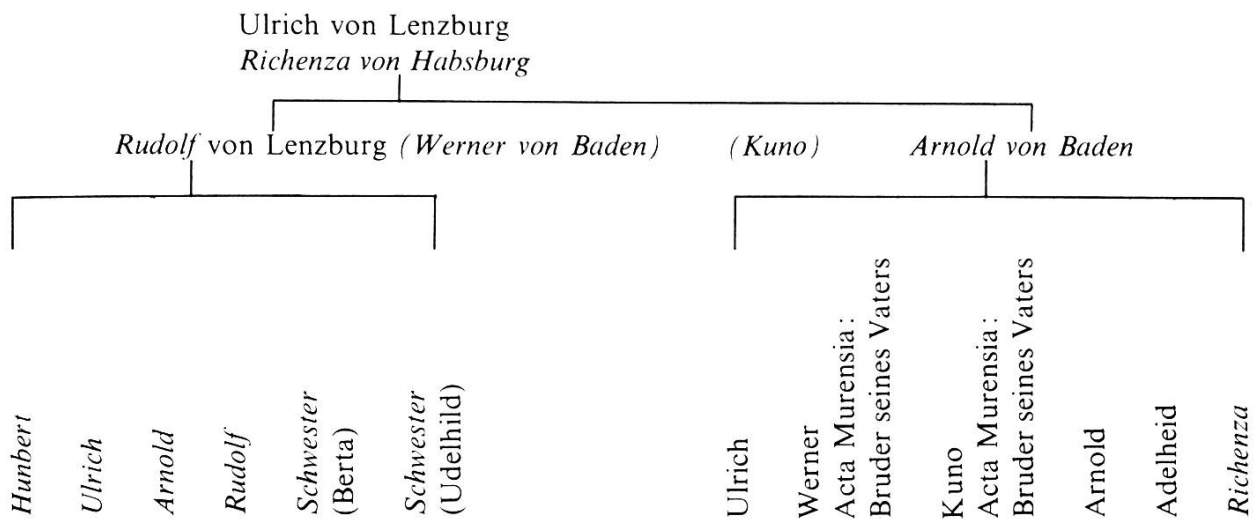 Ulrich von Lenzburg
Richenza von Habsburg
Rudolf von Lenzburg (Werner von Baden) (Kuno) Arnold von Baden
Hunbert
Ulrich
Arnold
Rudolf
Schwester
(Berta)
Schwester
(Udelhild)
Ulrich
Werner
Acta Murensia:
Bruder seines Vaters
Kuno
Acta Murensia:
Bruder seines Vaters
Arnold
Adelheid
Richenza